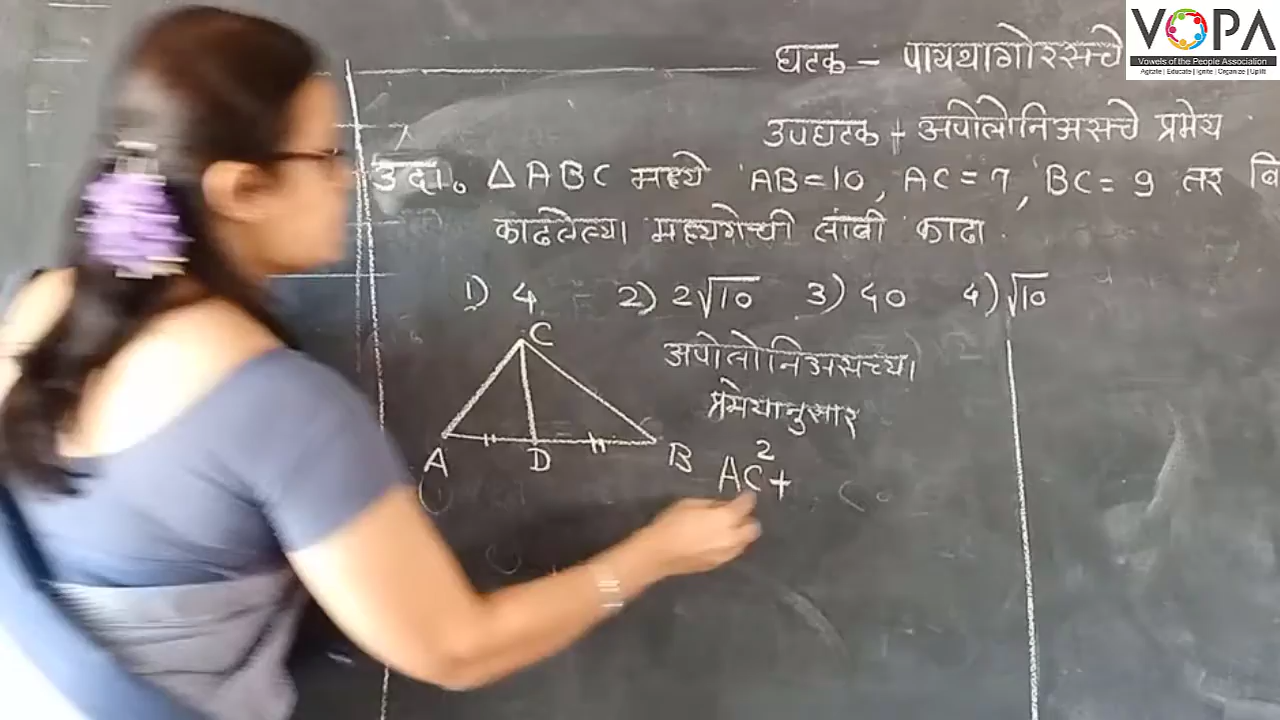 VOPA
Vowels of the People Association
Agitate | Educate | Ignite | Organize | Uplift
घटक - पायथागोरसचे
उपघटक - अपोलोनिअसचे प्रमेय
उदा. △ABC मध्ये AB=10, AC=7, BC=9 तर बि
काढलेल्या मध्यगेची लांबी काढा.
1) 4 2) 2√10 3) 40 4) √10
C
A D B
अपोलोनिअसच्या
प्रमेयानुसार
AC²+